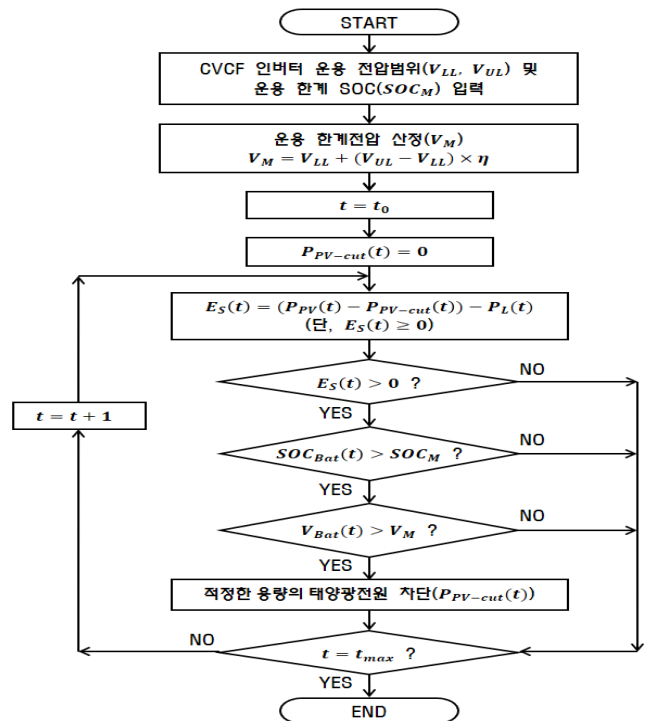 START
CVCF 인버터 운용 전압범위(V_LL, V_UL) 및
운용 한계 SOC(SOC_M) 입력
운용 한계전압 산정(V_M)
V_M = V_LL + (V_UL − V_LL) × η
t = t_0
P_PV−cut(t) = 0
E_S(t) = (P_PV(t) − P_PV−cut(t)) − P_L(t)
(단, E_S(t) ≥ 0)
E_S(t) > 0 ?
NO
YES
t = t + 1
SOC_Bat(t) > SOC_M ?
NO
YES
V_Bat(t) > V_M ?
NO
YES
적정한 용량의 태양광전원 차단(P_PV−cut(t))
NO
t = t_max ?
YES
END